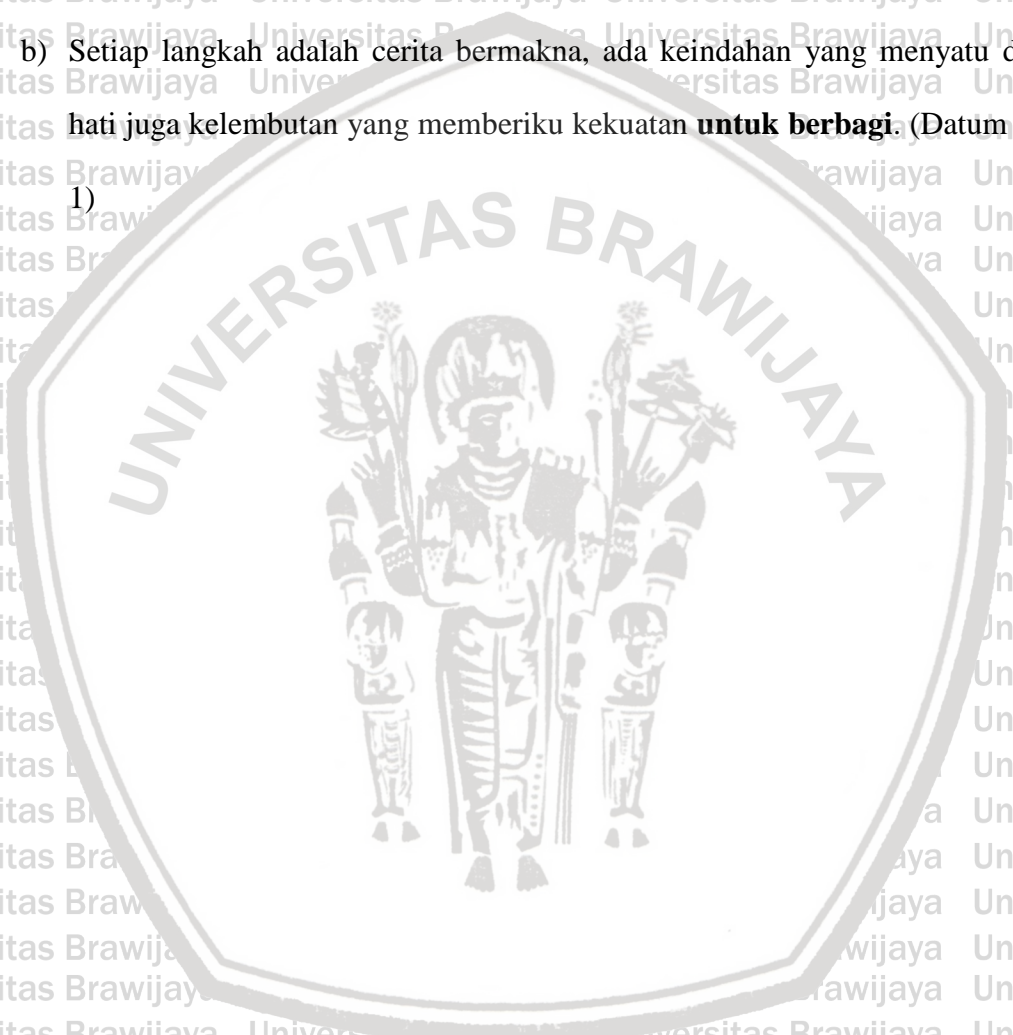 b) Setiap langkah adalah cerita bermakna, ada keindahan yang menyatu d
hati juga kelembutan yang memberiku kekuatan untuk berbagi. (Datum
1)
UNIVERSITAS BRAWIJAYA